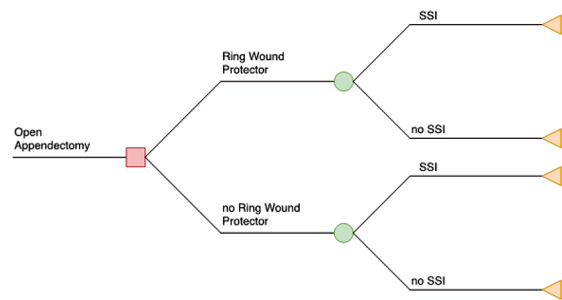 SSI
Ring Wound
Protector
no SSI
Open
Appendectomy
SSI
no Ring Wound
Protector
no SSI